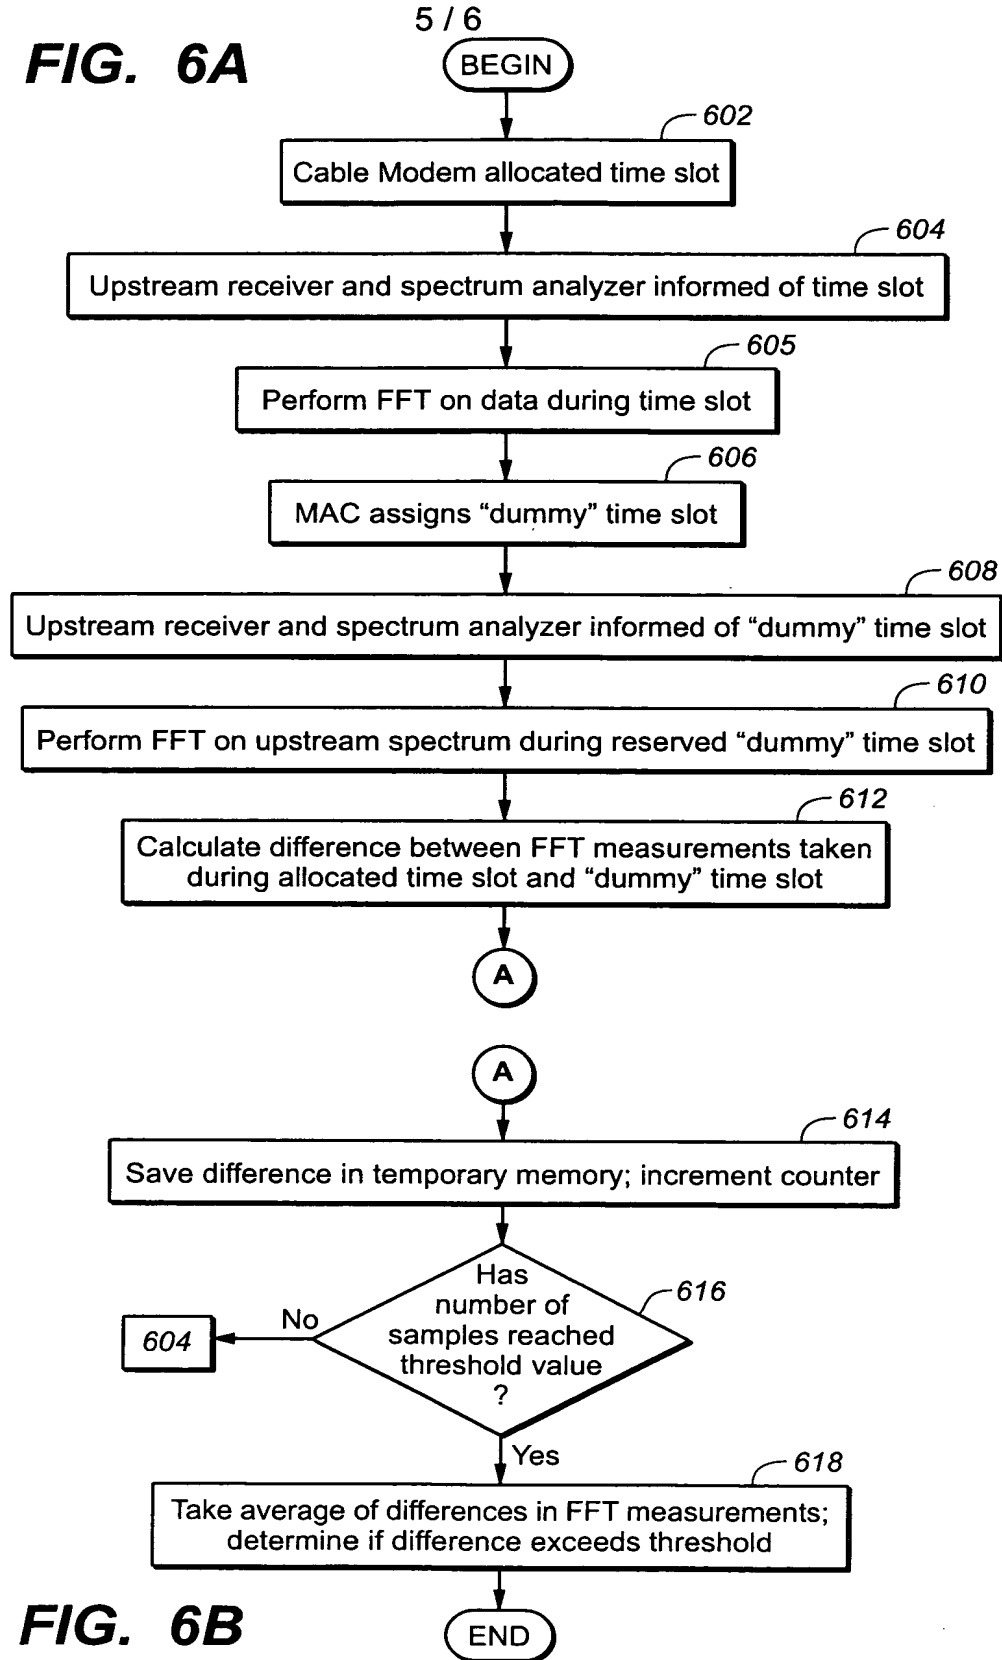 5 / 6
FIG. 6A
BEGIN
602
Cable Modem allocated time slot
604
Upstream receiver and spectrum analyzer informed of time slot
605
Perform FFT on data during time slot
606
MAC assigns “dummy” time slot
608
Upstream receiver and spectrum analyzer informed of “dummy” time slot
610
Perform FFT on upstream spectrum during reserved “dummy” time slot
612
Calculate difference between FFT measurements taken
during allocated time slot and “dummy” time slot
A
A
614
Save difference in temporary memory; increment counter
616
Has
number of
samples reached
threshold value
?
No
604
Yes
618
Take average of differences in FFT measurements;
determine if difference exceeds threshold
FIG. 6B
END